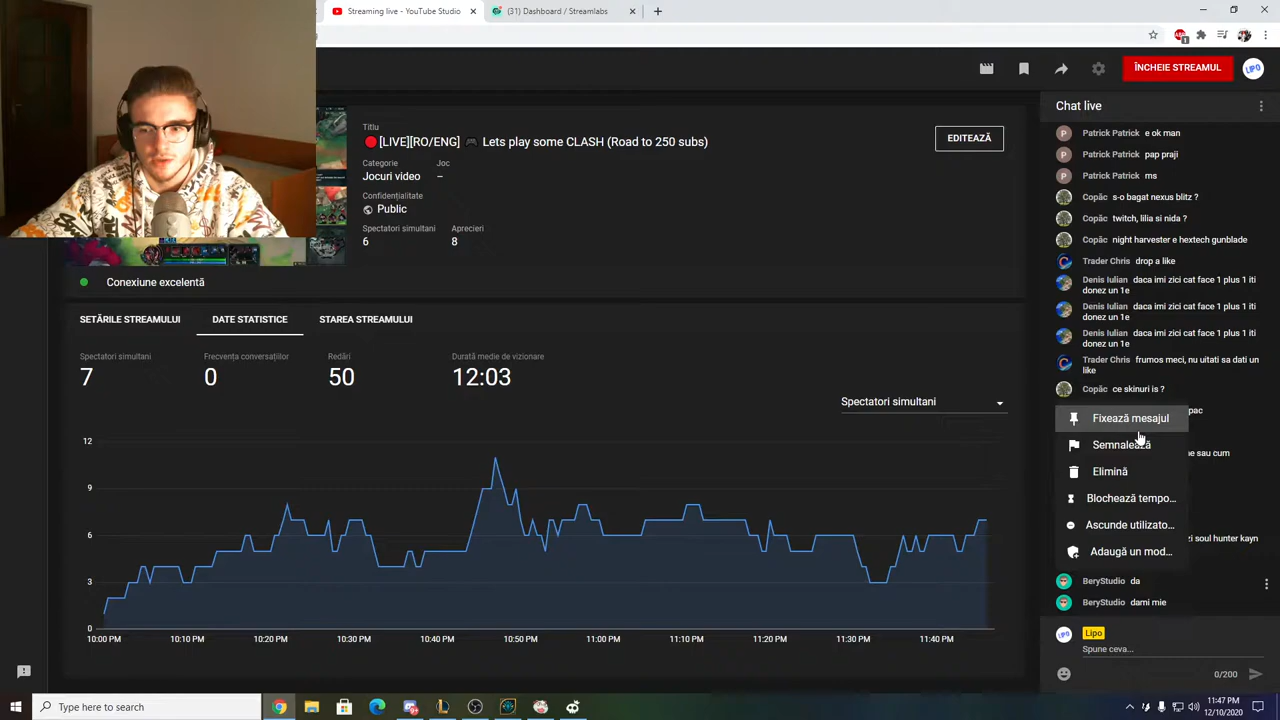 Streaming live - YouTube Studio
(31) Dashboard / Streamlabs
1
ÎNCHEIE STREAMUL
LIPO
Titlu
[LIVE][RO/ENG] 🎮 Lets play some CLASH (Road to 250 subs)
EDITEAZĂ
Categorie
Joc
Jocuri video
--
Confidențialitate
Public
Spectatori simultani
Aprecieri
6
8
Conexiune excelentă
SETĂRILE STREAMULUI
DATE STATISTICE
STAREA STREAMULUI
Spectatori simultani
Frecvența conversațiilor
Redări
Durată medie de vizionare
7
0
50
12:03
Spectatori simultani
12
9
6
3
0
10:00 PM
10:10 PM
10:20 PM
10:30 PM
10:40 PM
10:50 PM
11:00 PM
11:10 PM
11:20 PM
11:30 PM
11:40 PM
Chat live
Patrick Patrick e ok man
Patrick Patrick pap praji
Patrick Patrick ms
Copăc s-o bagat nexus blitz ?
Copăc twitch, lilia si nida ?
Copăc night harvester e hextech gunblade
Trader Chris drop a like
Denis Iulian daca imi zici cat face 1 plus 1 iti
donez un 1e
Denis Iulian daca imi zici cat face 1 plus 1 iti
donez un 1e
Denis Iulian daca imi zici cat face 1 plus 1 iti
donez un 1e
Trader Chris frumos meci, nu uitati sa dati un
like
Copăc ce skinuri is ?
pac
Fixează mesajul
Semnalează
ne sau cum
Elimină
Blochează tempo...
Ascunde utilizato...
zi soul hunter kayn
Adaugă un mod...
BeryStudio da
BeryStudio dami mie
Lipo
Spune ceva...
0/200
Type here to search
11:47 PM
12/10/2020